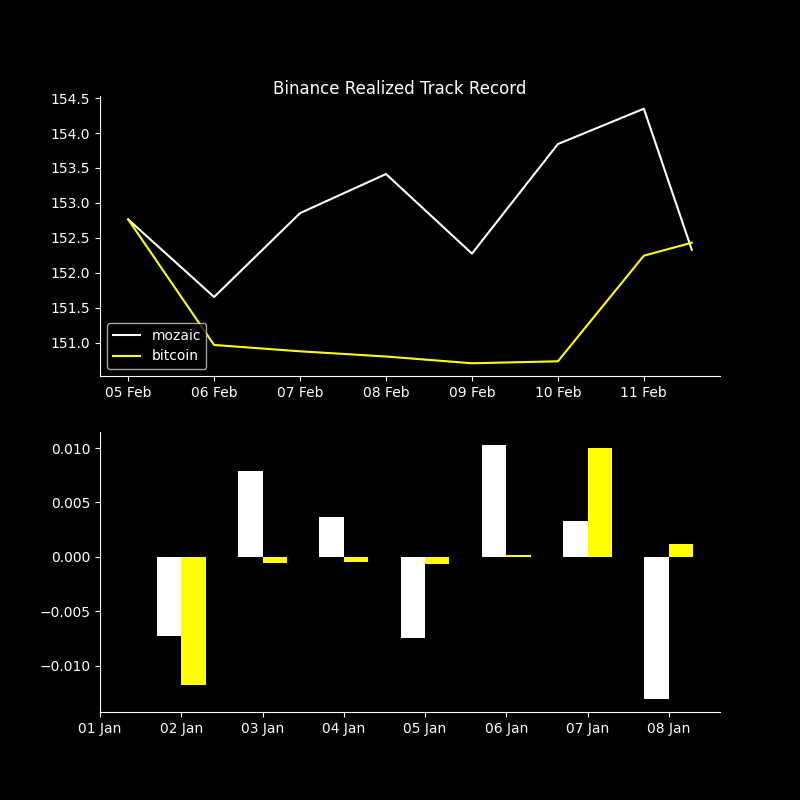 Binance Realized Track Record
154.5
154.0
153.5
153.0
152.5
152.0
151.5
151.0
mozaic
bitcoin
05 Feb 06 Feb 07 Feb 08 Feb 09 Feb 10 Feb 11 Feb
0.010
0.005
0.000
−0.005
−0.010
01 Jan 02 Jan 03 Jan 04 Jan 05 Jan 06 Jan 07 Jan 08 Jan